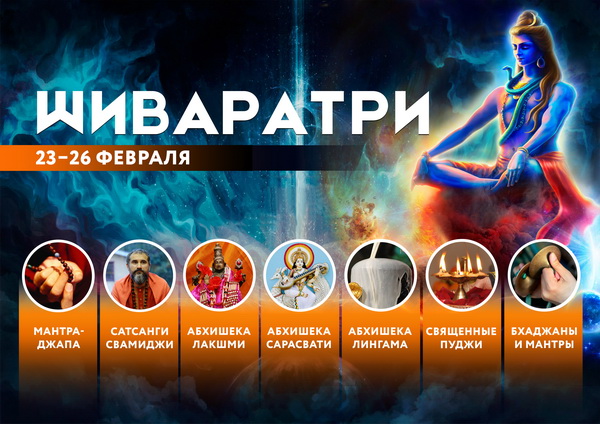 ШИВАРАТРИ
23–26 ФЕВРАЛЯ
МАНТРА-
ДЖАПА
САТСАНГИ
СВАМИДЖИ
АБХИШЕКА
ЛАКШМИ
АБХИШЕКА
САРАСВАТИ
АБХИШЕКА
ЛИНГАМА
СВЯЩЕННЫЕ
ПУДЖИ
БХАДЖАНЫ
И МАНТРЫ